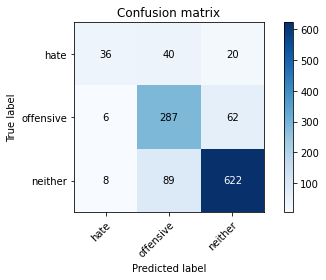 Confusion matrix
True label
hate 36 40 20
offensive 6 287 62
neither 8 89 622
hate offensive neither
Predicted label
600
500
400
300
200
100